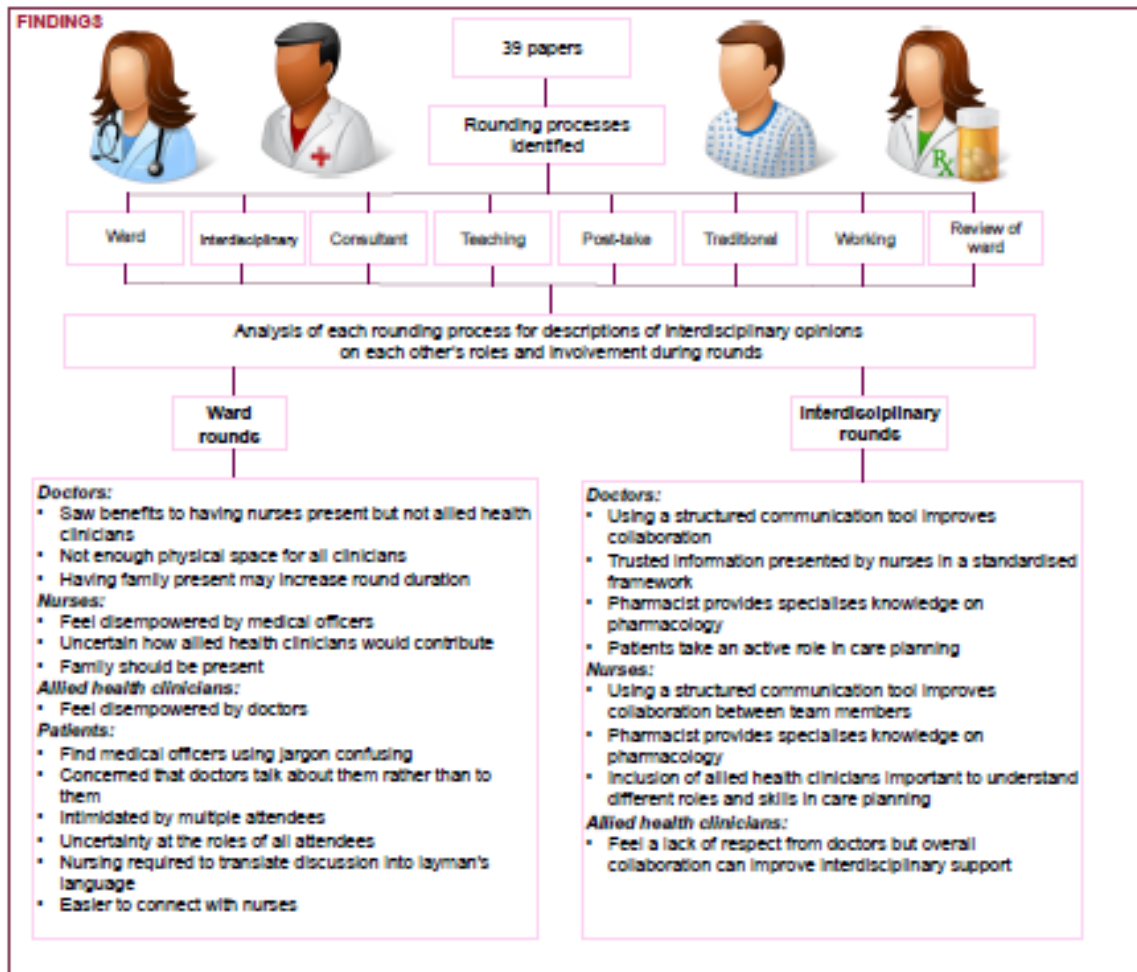 FINDINGS
39 papers
Rounding processes
identified
Ward
Interdisciplinary
Consultant
Teaching
Post-take
Traditional
Working
Review of
ward
Analysis of each rounding process for descriptions of interdisciplinary opinions
on each other's roles and involvement during rounds
Ward
rounds
Doctors:
▪ Saw benefits to having nurses present but not allied health
clinicians
▪ Not enough physical space for all clinicians
▪ Having family present may increase round duration
Nurses:
▪ Feel disempowered by medical officers
▪ Uncertain how allied health clinicians would contribute
▪ Family should be present
Allied health clinicians:
▪ Feel disempowered by doctors
Patients:
▪ Find medical officers using jargon confusing
▪ Concerned that doctors talk about them rather than to
them
▪ Intimidated by multiple attendees
▪ Uncertainty at the roles of all attendees
▪ Nursing required to translate discussion into layman's
language
▪ Easier to connect with nurses
Interdisciplinary
rounds
Doctors:
▪ Using a structured communication tool improves
collaboration
▪ Trusted information presented by nurses in a standardised
framework
▪ Pharmacist provides specialises knowledge on
pharmacology
▪ Patients take an active role in care planning
Nurses:
▪ Using a structured communication tool improves
collaboration between team members
▪ Pharmacist provides specialises knowledge on
pharmacology
▪ Inclusion of allied health clinicians important to understand
different roles and skills in care planning
Allied health clinicians:
▪ Feel a lack of respect from doctors but overall
collaboration can improve interdisciplinary support
Rx